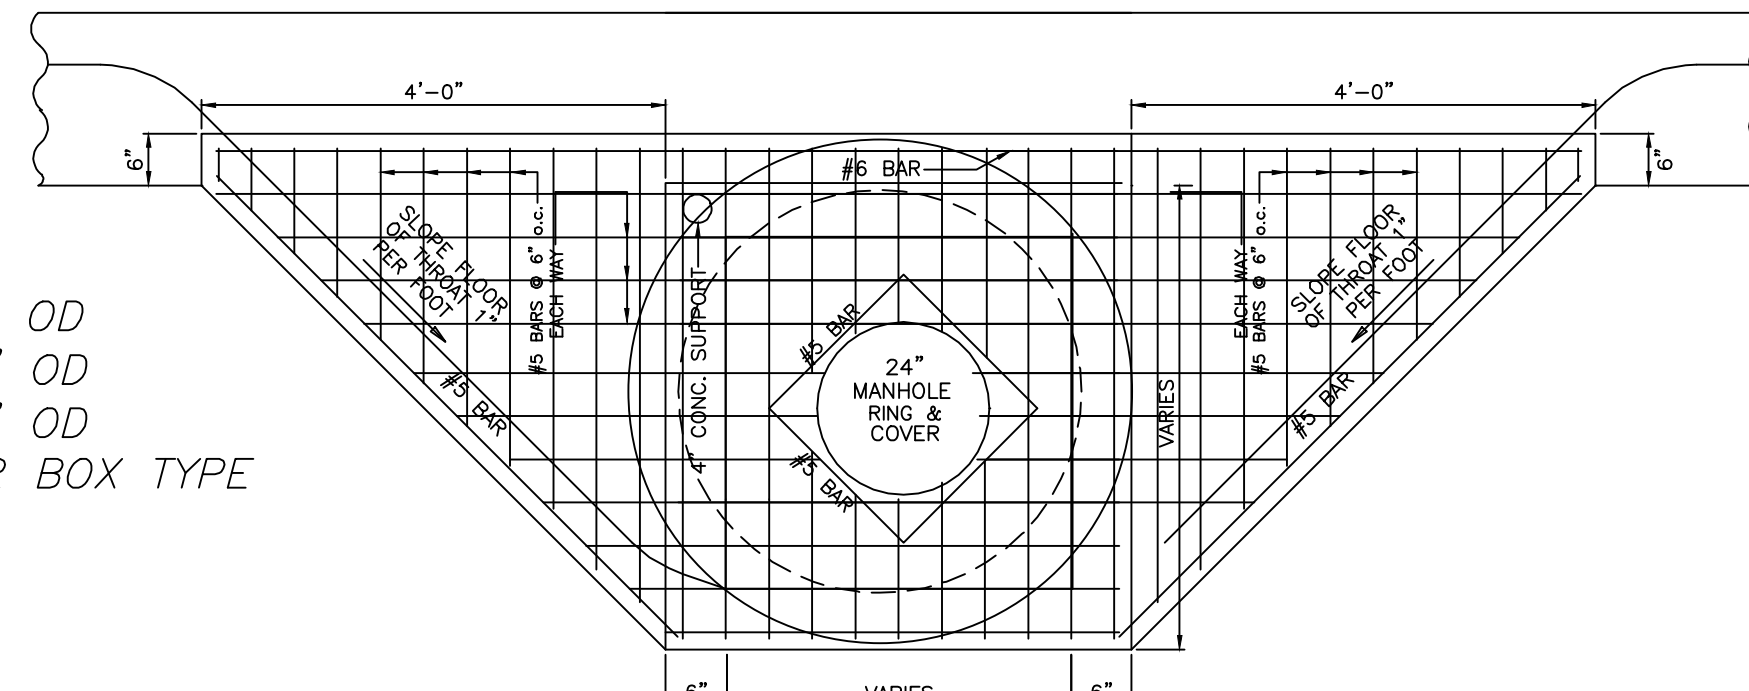 4'-0"
4'-0"
6"
6"
#6 BAR
SLOPE FLOOR
OF THROAT 1"
PER FOOT
#5 BARS @ 6" o.c.
EACH WAY
4" CONC. SUPPORT
#5 BAR
24"
MANHOLE
RING &
COVER
#5 BAR
VARIES
EACH WAY
#5 BARS @ 6" o.c.
SLOPE FLOOR
OF THROAT 1"
PER FOOT
#5 BAR
#5 BAR
OD
" OD
" OD
R BOX TYPE
6"
VARIES
6"